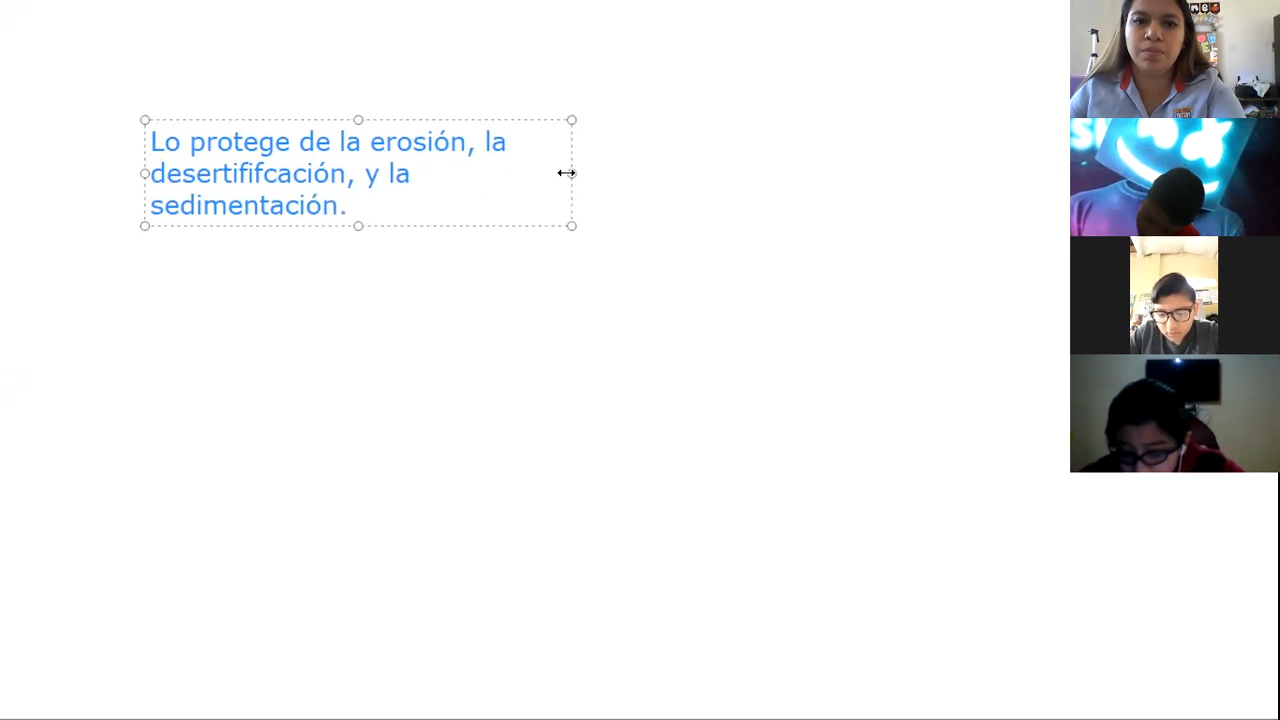 Lo protege de la erosión, la
desertififcación, y la
sedimentación.